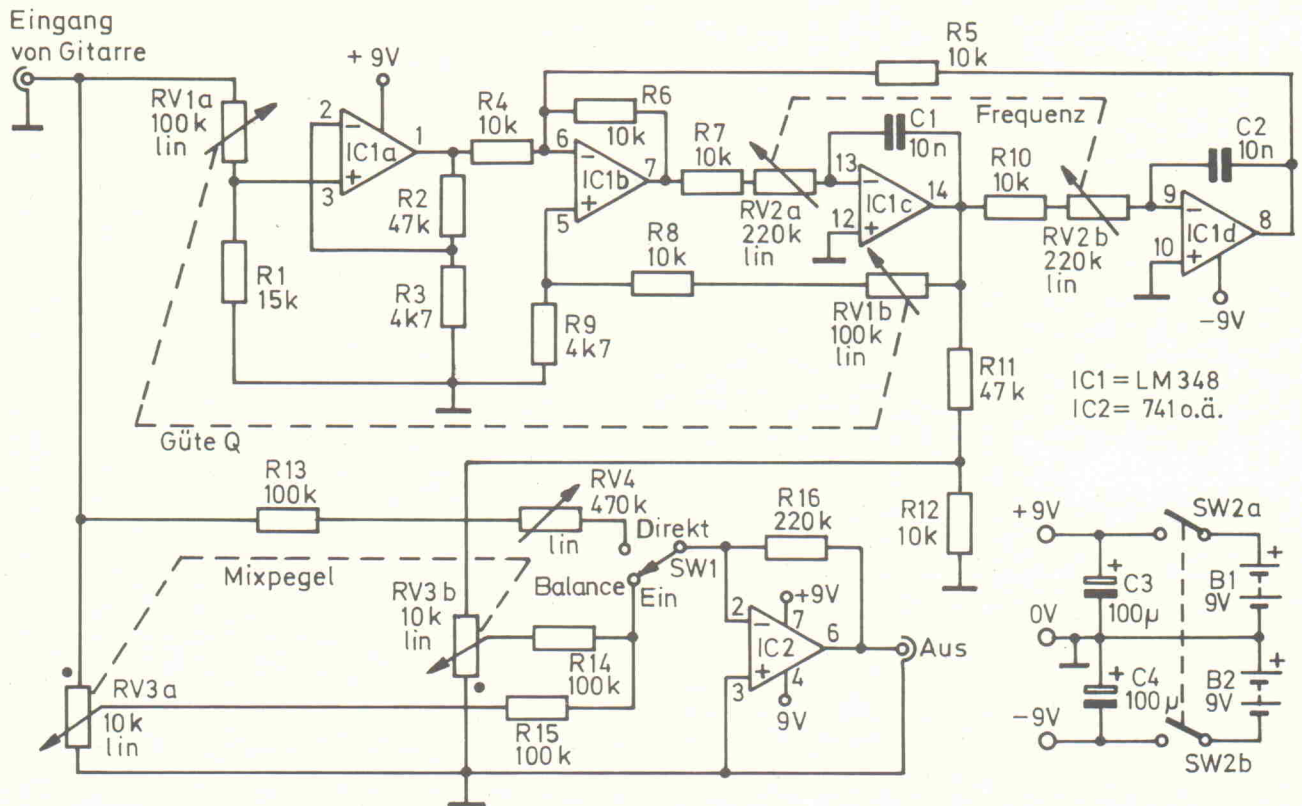 Eingang
von Gitarre
RV1a
100k
lin
+9V
2
3
1
IC1a
R1
15k
R2
47k
R3
4k7
R4
10k
R5
10k
R6
10k
6
5
7
IC1b
R7
10k
RV2a
220k
lin
Frequenz
C1
10n
13
12
14
IC1c
R8
10k
RV1b
100k
lin
R9
4k7
R10
10k
RV2b
220k
lin
C2
10n
9
10
8
IC1d
-9V
R11
47k
IC1 = LM348
IC2 = 741 o.ä.
Güte Q
R13
100k
RV4
470k
lin
Direkt
SW1
Balance
Ein
R16
220k
R12
10k
Mixpegel
RV3b
10k
lin
R14
100k
RV3a
10k
lin
R15
100k
2
3
+9V
7
6
IC2
4
9V
Aus
+9V
SW2a
C3
100µ
B1
9V
0V
C4
100µ
B2
9V
-9V
SW2b